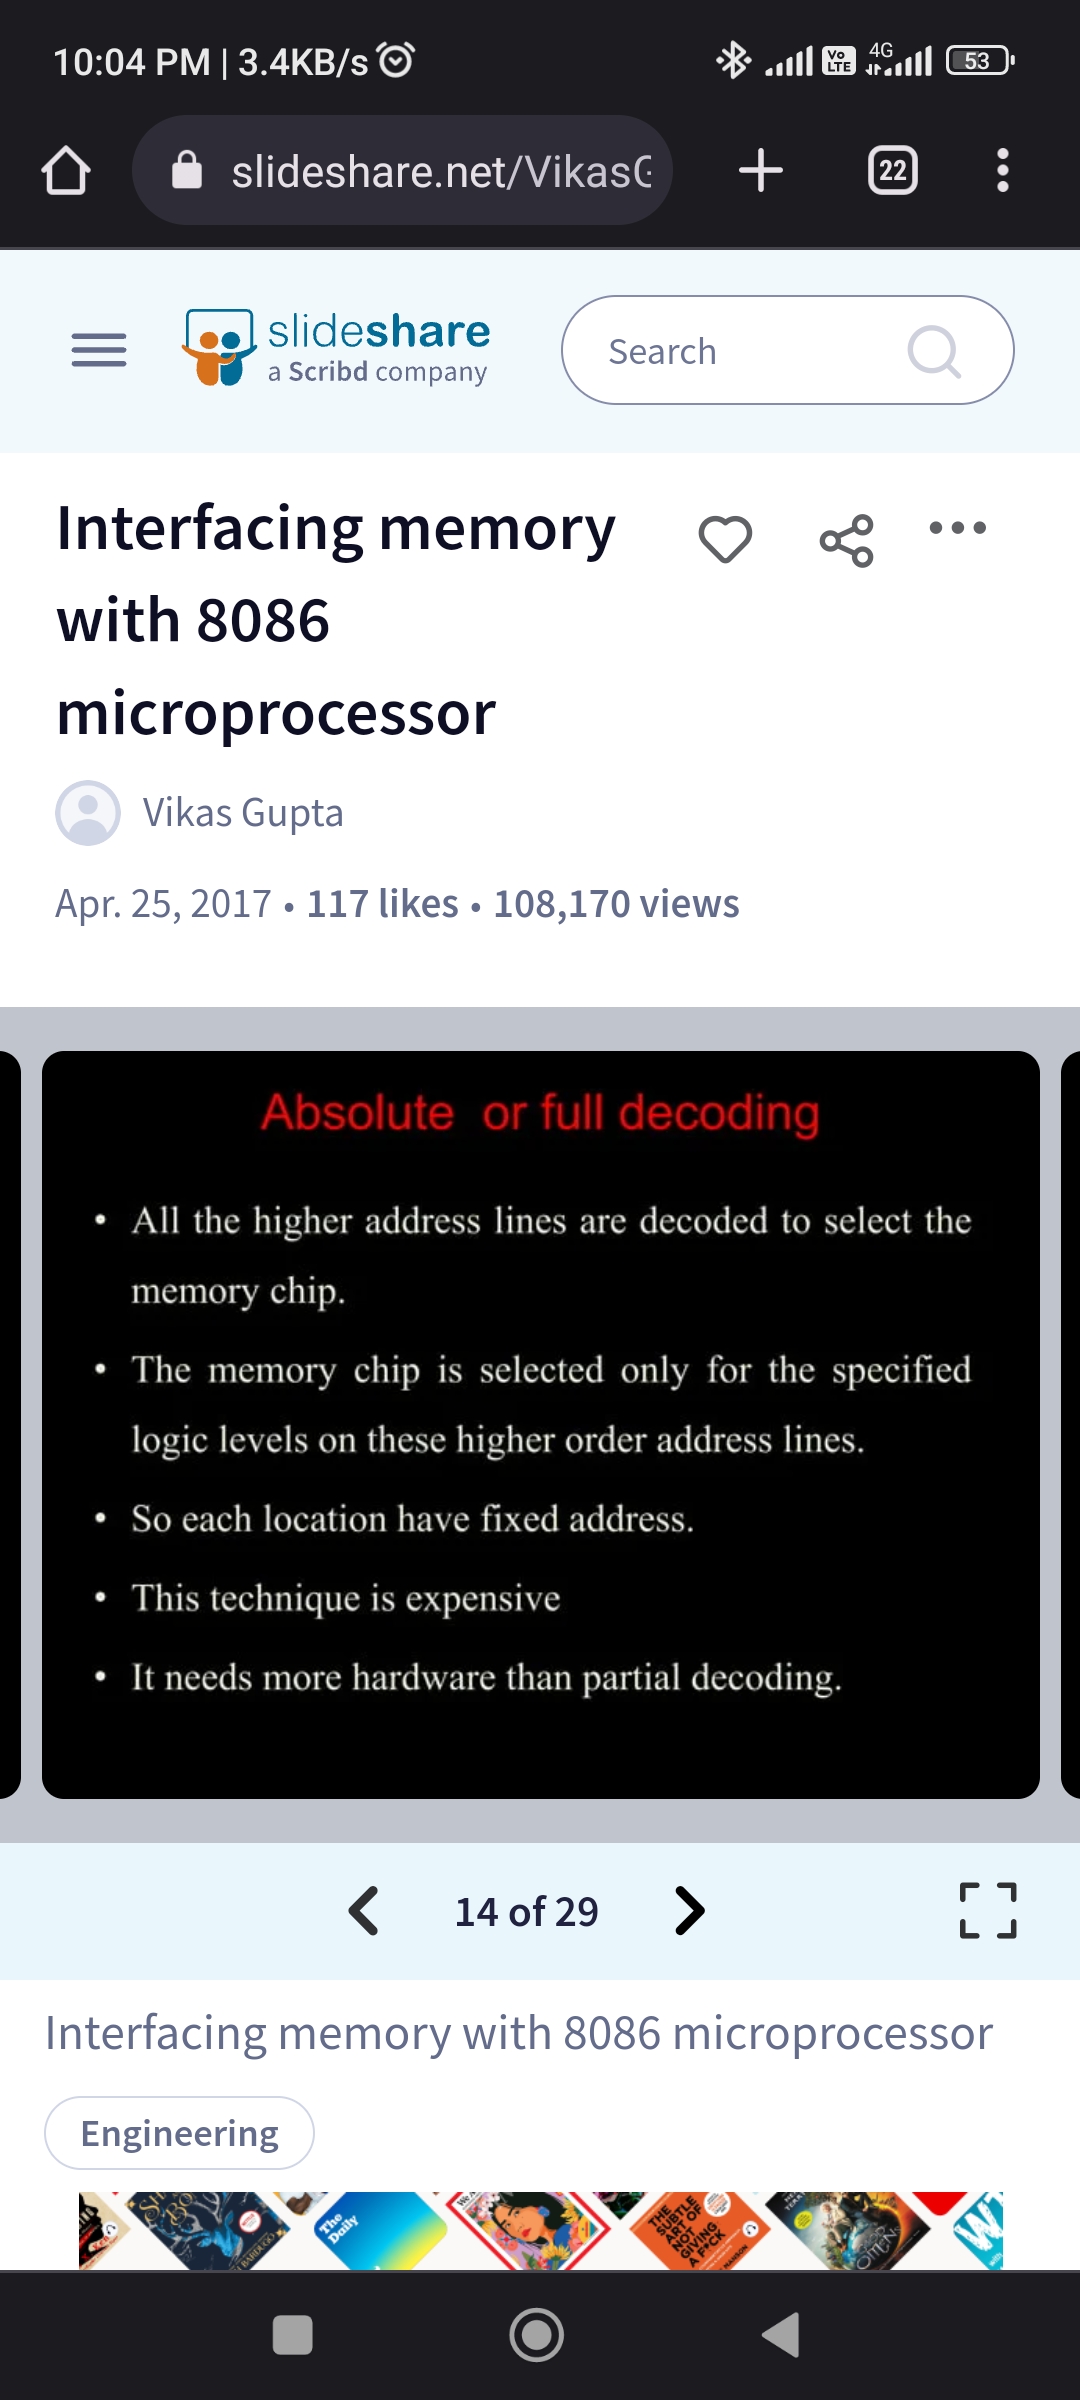 10:04 PM | 3.4KB/s
Vo LTE 4G 53
slideshare.net/Vikas
22
slideshare
a Scribd company
Search
Interfacing memory
with 8086
microprocessor
Vikas Gupta
Apr. 25, 2017 • 117 likes • 108,170 views
Absolute or full decoding
• All the higher address lines are decoded to select the
memory chip.
• The memory chip is selected only for the specified
logic levels on these higher order address lines.
• So each location have fixed address.
• This technique is expensive
• It needs more hardware than partial decoding.
14 of 29
Interfacing memory with 8086 microprocessor
Engineering
The
Daily
THE
SUBTLE
ART OF
NOT
GIVING
A F*CK